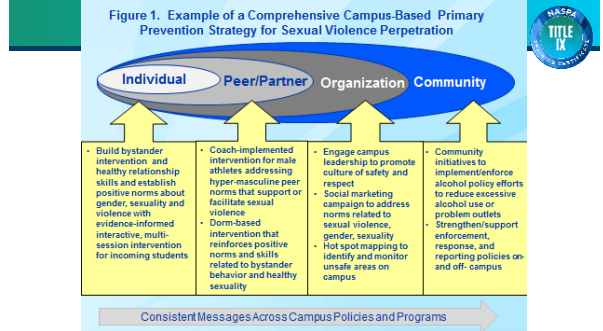 Figure 1. Example of a Comprehensive Campus-Based Primary
Prevention Strategy for Sexual Violence Perpetration
NASPA
TITLE
IX
TRAINING CERTIFICATE
Individual
Peer/Partner
Organization
Community
• Build bystander
intervention and
healthy relationship
skills and establish
positive norms about
gender, sexuality and
violence with
evidence-informed
interactive, multi-
session intervention
for incoming students
• Coach-implemented
intervention for male
athletes addressing
hyper-masculine peer
norms that support or
facilitate sexual
violence
• Dorm-based
intervention that
reinforces positive
norms and skills
related to bystander
behavior and healthy
sexuality
• Engage campus
leadership to promote
culture of safety and
respect
• Social marketing
campaign to address
norms related to
sexual violence,
gender, sexuality
• Hot spot mapping to
identify and monitor
unsafe areas on
campus
• Community
initiatives to
implement/enforce
alcohol policy efforts
to reduce excessive
alcohol use or
problem outlets
• Strengthen/support
enforcement,
response, and
reporting policies on-
and off- campus
Consistent Messages Across Campus Policies and Programs